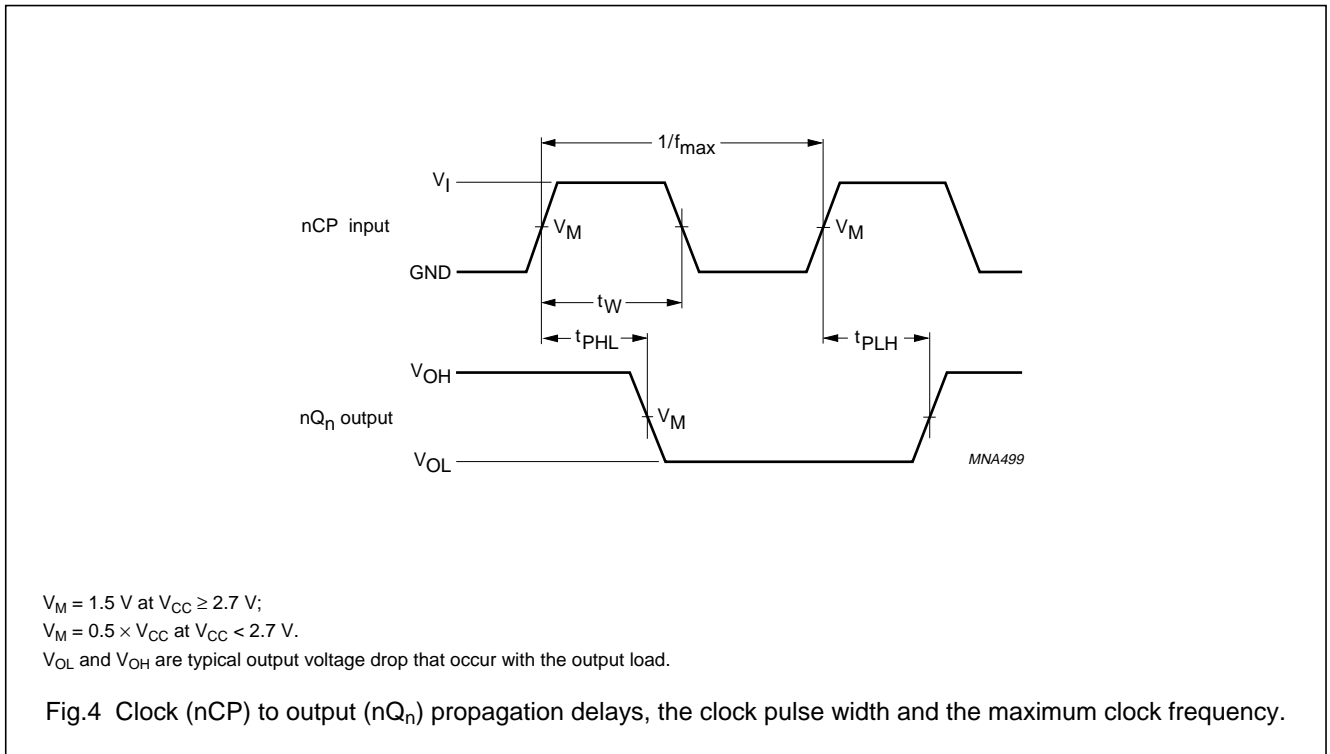 1/fmax
VI
nCP input
VM
VM
GND
tW
tPHL
tPLH
VOH
nQn output
VM
VOL
MNA499
VM = 1.5 V at VCC ≥ 2.7 V;
VM = 0.5 × VCC at VCC < 2.7 V.
VOL and VOH are typical output voltage drop that occur with the output load.
Fig.4 Clock (nCP) to output (nQn) propagation delays, the clock pulse width and the maximum clock frequency.